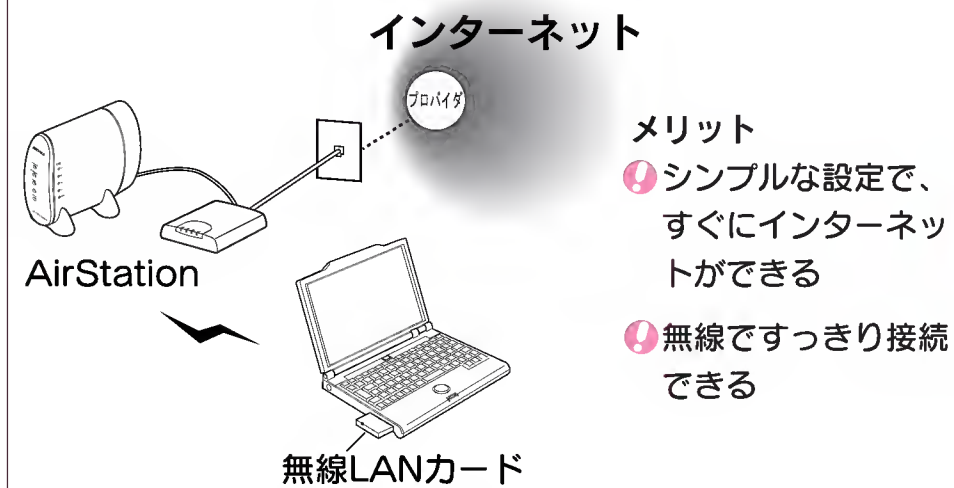 インターネット
プロバイダ
メリット
シンプルな設定で、
すぐにインターネッ
トができる
無線ですっきり接続
できる
AirStation
無線LANカード